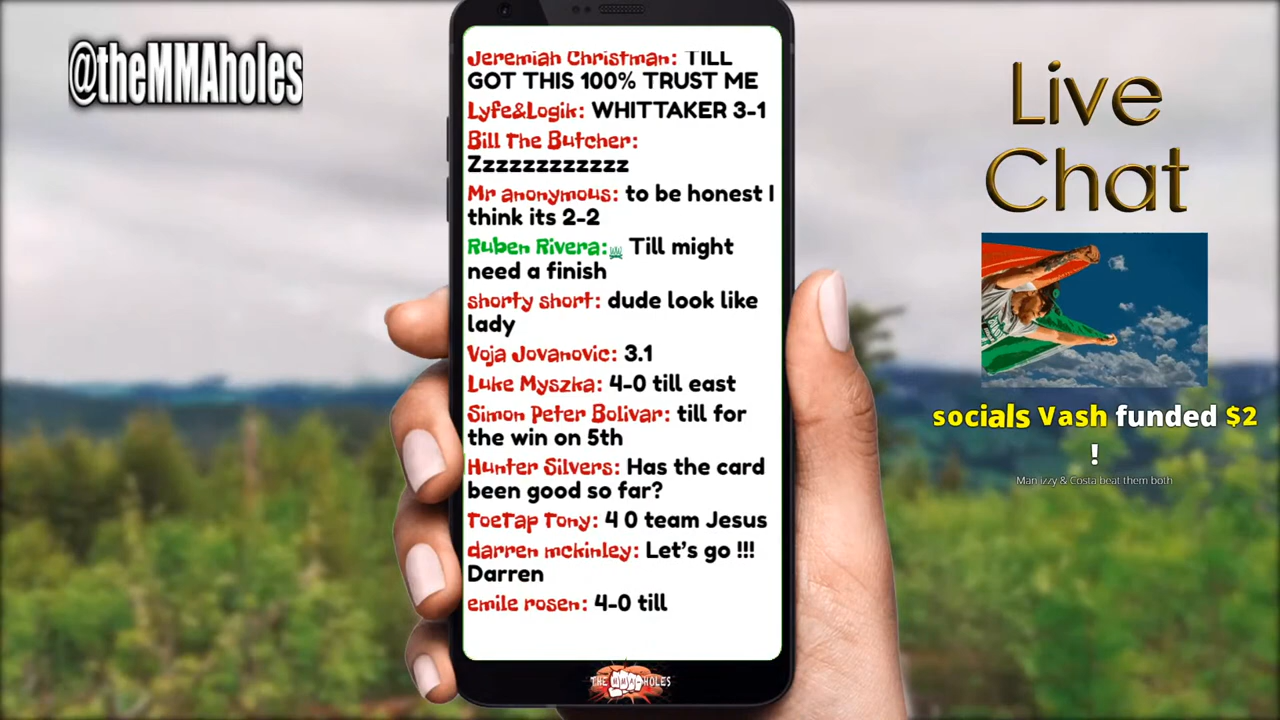 @theMMAholes
Jeremiah Christman: TILL
GOT THIS 100% TRUST ME
Lyfe&Logik: WHITTAKER 3-1
Bill The Butcher:
Zzzzzzzzzzzz
Mr anonymous: to be honest I
think its 2-2
Ruben Rivera: Till might
need a finish
shorty short: dude look like
lady
Voja Jovanovic: 3.1
Luke Myszka: 4-0 till east
Simon Peter Bolivar: till for
the win on 5th
Hunter Silvers: Has the card
been good so far?
ToeTap Tony: 4 0 team Jesus
darren mckinley: Let's go !!!
Darren
emile rosen: 4-0 till
THE MMA HOLES
Live
Chat
socials Vash funded $2
!
Man izzy & Costa beat them both